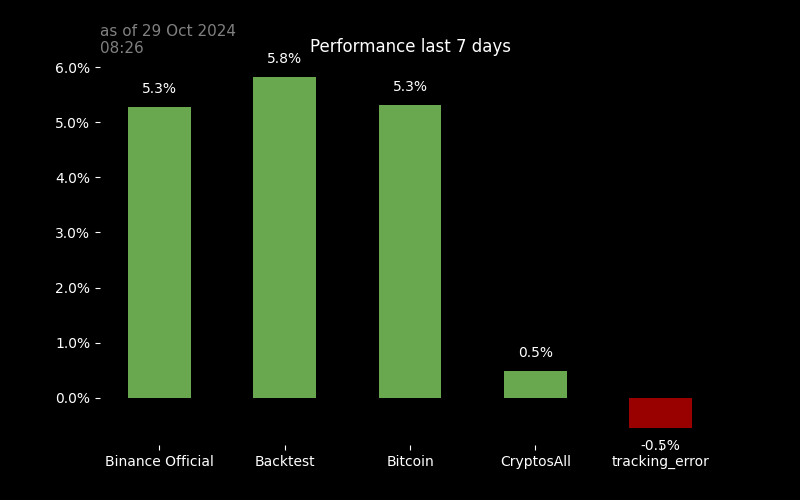 as of 29 Oct 2024
08:26
Performance last 7 days
6.0%
5.0%
4.0%
3.0%
2.0%
1.0%
0.0%
5.3%
5.8%
5.3%
0.5%
-0.5%
Binance Official
Backtest
Bitcoin
CryptosAll
tracking_error